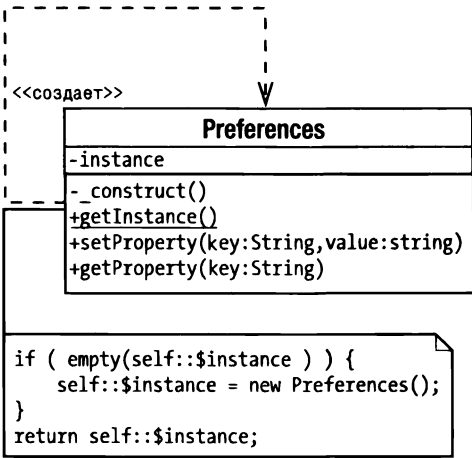 <<создает>>
Preferences
-instance
-_construct()
+getInstance()
+setProperty(key:String,value:string)
+getProperty(key:String)
if ( empty(self::$instance ) ) {
    self::$instance = new Preferences();
}
return self::$instance;